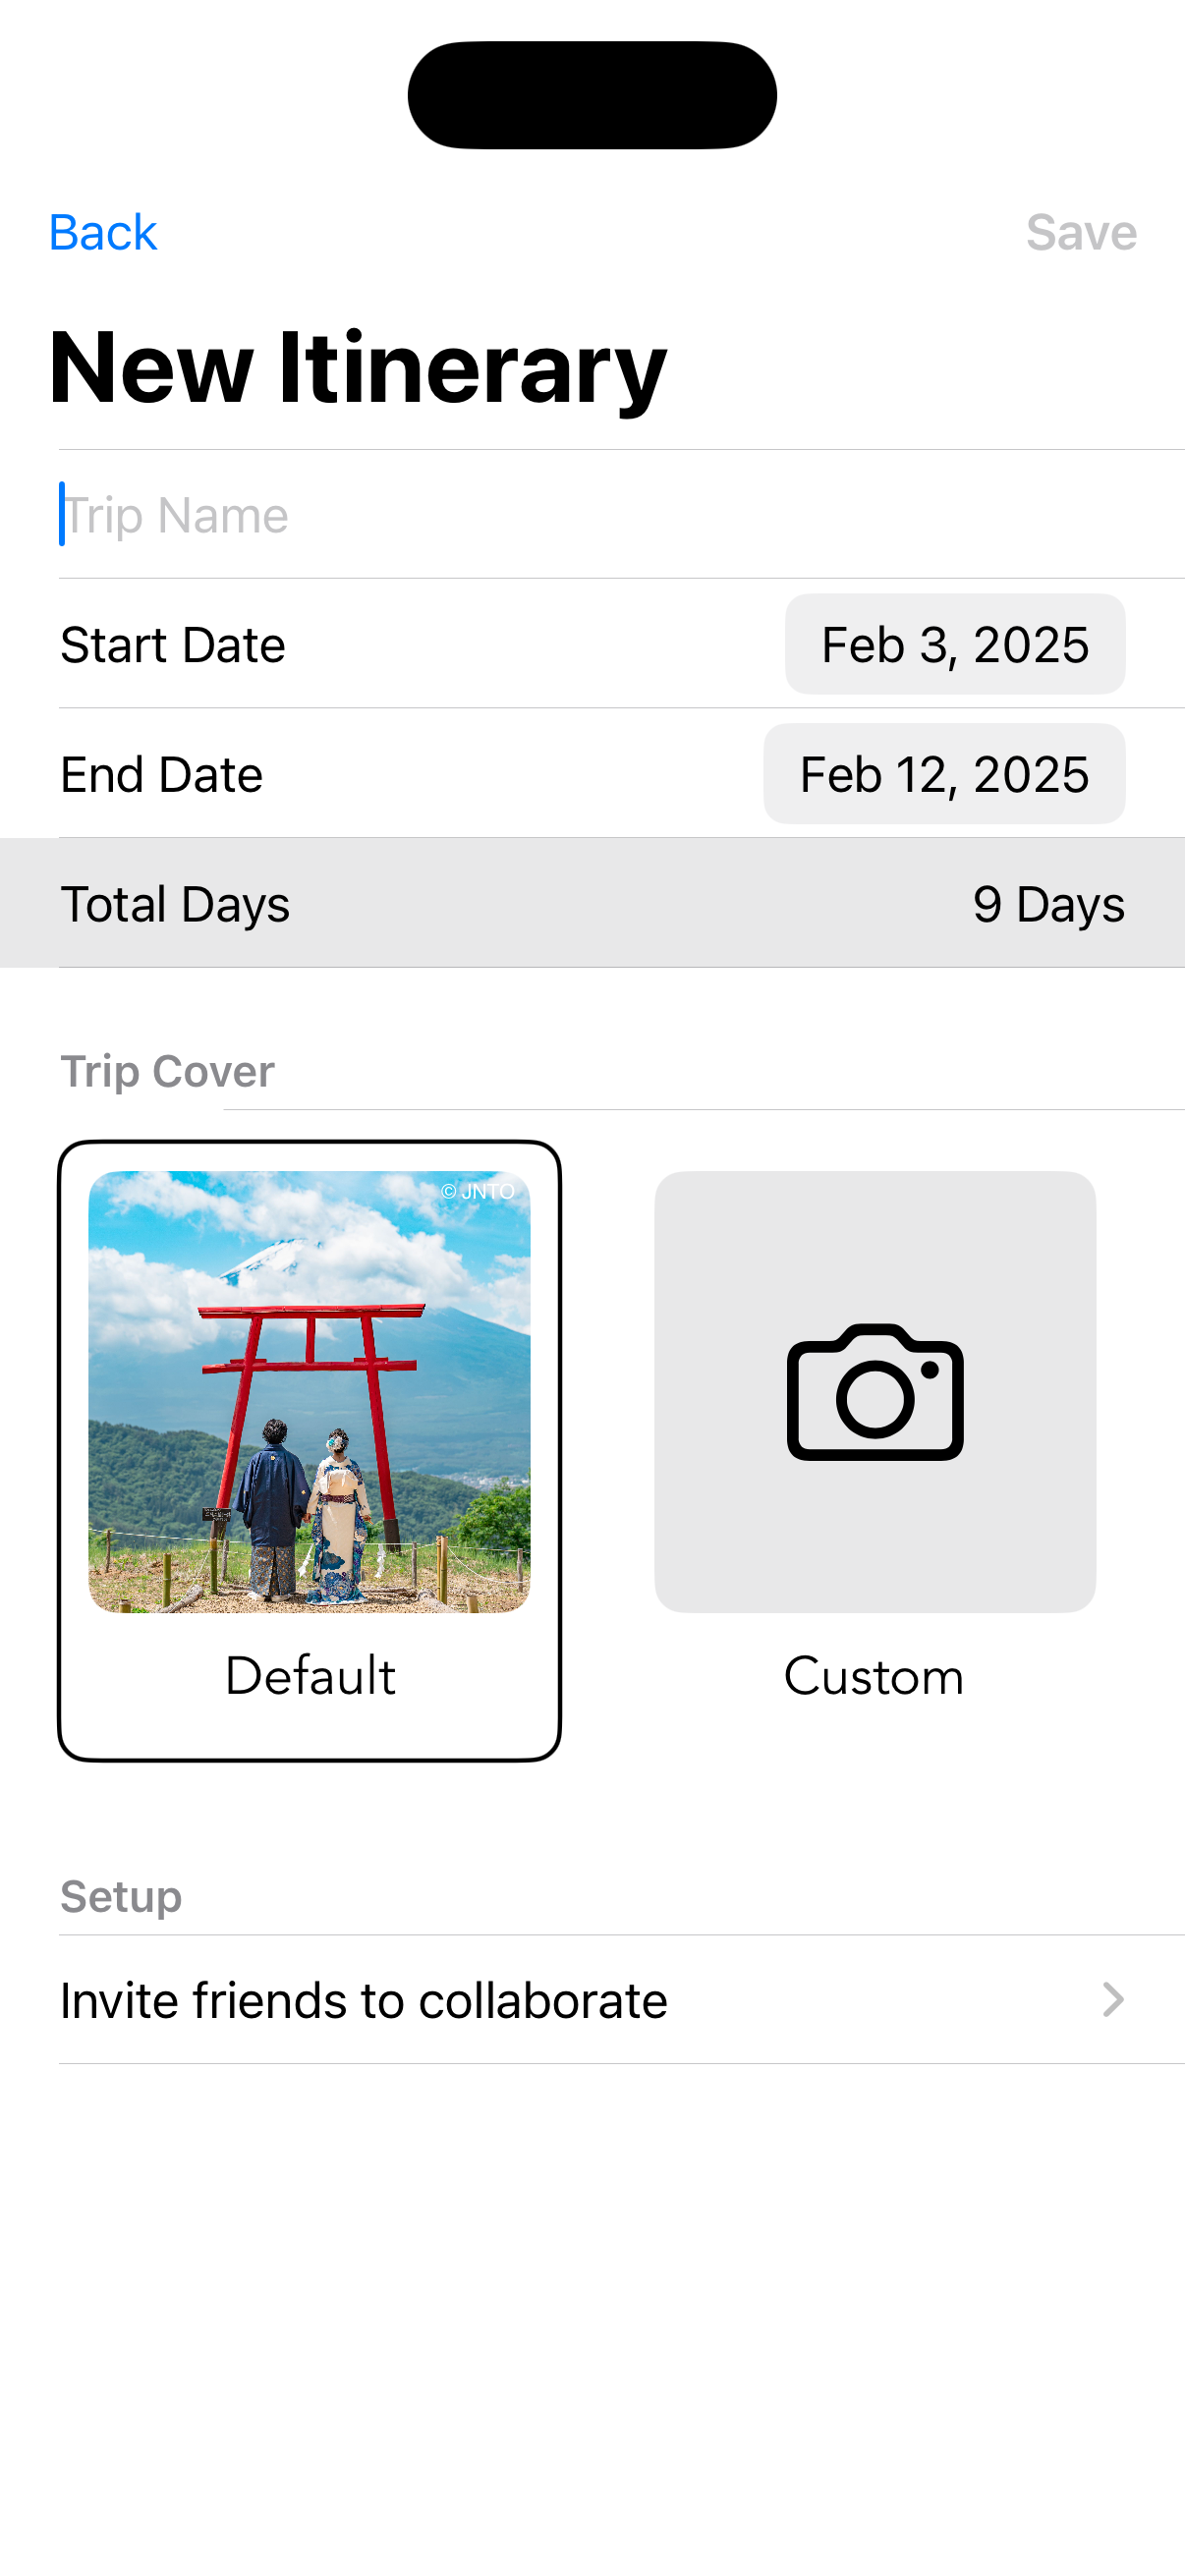 Back
Save
New Itinerary
Trip Name
Start Date
Feb 3, 2025
End Date
Feb 12, 2025
Total Days
9 Days
Trip Cover
© JNTO
Default
Custom
Setup
Invite friends to collaborate